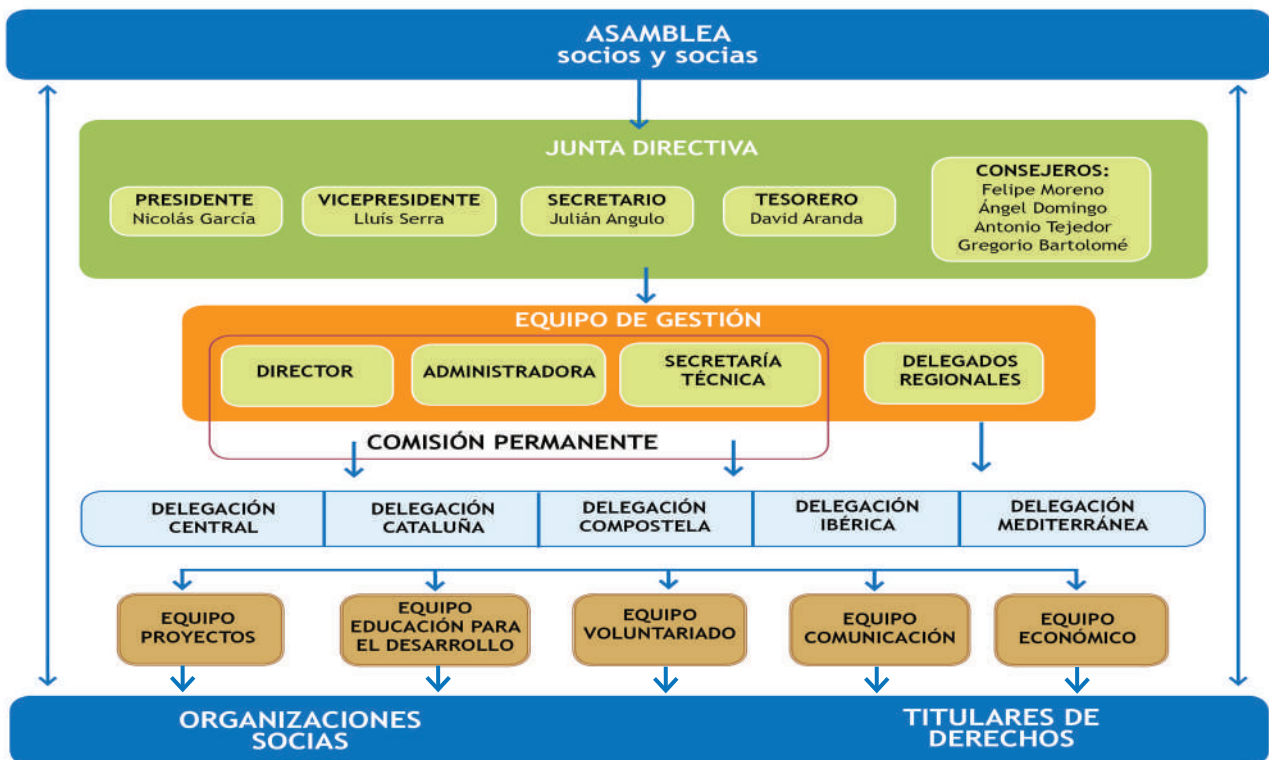 ASAMBLEA
socios y socias
JUNTA DIRECTIVA
PRESIDENTE
Nicolás García
VICEPRESIDENTE
Lluís Serra
SECRETARIO
Julián Angulo
TESORERO
David Aranda
CONSEJEROS:
Felipe Moreno
Ángel Domingo
Antonio Tejedor
Gregorio Bartolomé
EQUIPO DE GESTIÓN
DIRECTOR
ADMINISTRADORA
SECRETARÍA
TÉCNICA
DELEGADOS
REGIONALES
COMISIÓN PERMANENTE
DELEGACIÓN
CENTRAL
DELEGACIÓN
CATALUÑA
DELEGACIÓN
COMPOSTELA
DELEGACIÓN
IBÉRICA
DELEGACIÓN
MEDITERRÁNEA
EQUIPO
PROYECTOS
EQUIPO
EDUCACIÓN PARA
EL DESARROLLO
EQUIPO
VOLUNTARIADO
EQUIPO
COMUNICACIÓN
EQUIPO
ECONÓMICO
ORGANIZACIONES
SOCIAS
TITULARES DE
DERECHOS